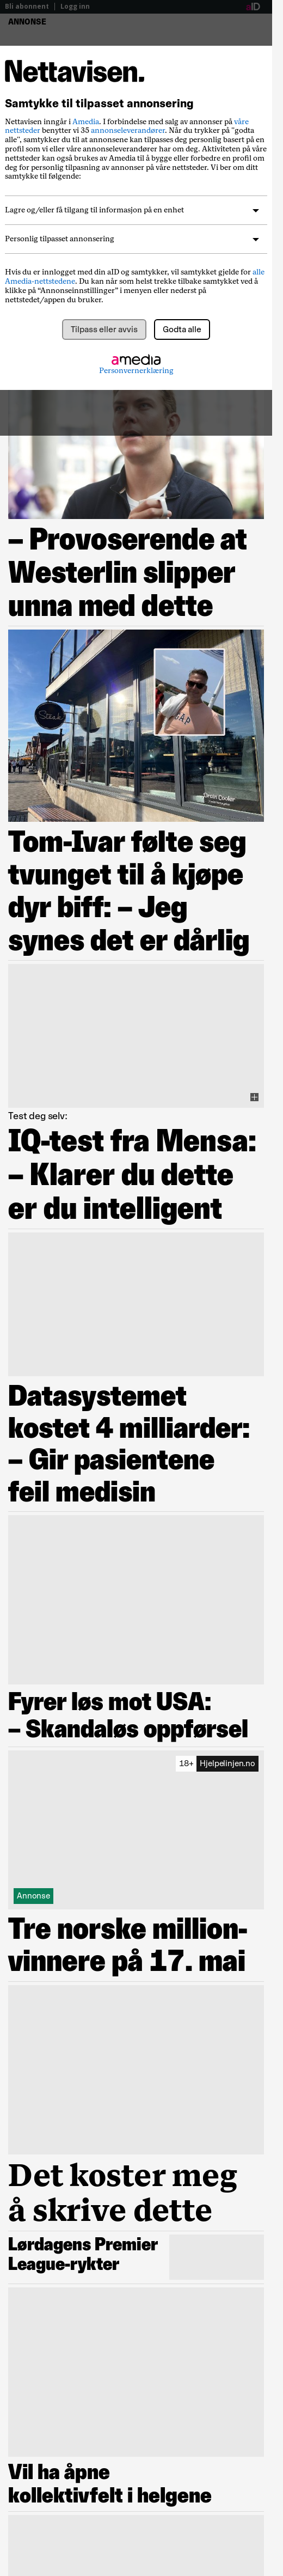 Bli abonnent | Logg inn
aID
ANNONSE
Nettavisen.
Samtykke til tilpasset annonsering
Nettavisen inngår i Amedia. I forbindelse med salg av annonser på våre
nettsteder benytter vi 35 annonseleverandører. Når du trykker på "godta
alle", samtykker du til at annonsene kan tilpasses deg personlig basert på en
profil som vi eller våre annonseleverandører har om deg. Aktiviteten på våre
nettstedene kan også brukes av Amedia til å bygge eller forbedre en profil om
deg for personlig tilpasning av annonser på våre nettsteder. Vi ber om ditt
samtykke til følgende:
Lagre og/eller få tilgang til informasjon på en enhet
Personlig tilpasset annonsering
Hvis du er innlogget med din aID og samtykker, vil samtykket gjelde for alle
Amedia-nettstedene. Du kan når som helst trekke tilbake samtykket ved å
klikke på “Annonseinnstillinger” i menyen eller nederst på
nettstedet/appen du bruker.
Tilpass eller avvis
Godta alle
amedia
Personvernerklæring
– Provoserende at
Westerlin slipper
unna med dette
Steak
GAP
Tom-Ivar følte seg
tvunget til å kjøpe
dyr biff: – Jeg
synes det er dårlig
Test deg selv:
IQ-test fra Mensa:
– Klarer du dette
er du intelligent
Datasystemet
kostet 4 milliarder:
– Gir pasientene
feil medisin
Fyrer løs mot USA:
– Skandaløs oppførsel
18+ Hjelpelinjen.no
Annonse
Tre norske million-
vinnere på 17. mai
Det koster meg
å skrive dette
Lørdagens Premier
League-rykter
Vil ha åpne
kollektivfelt i helgene